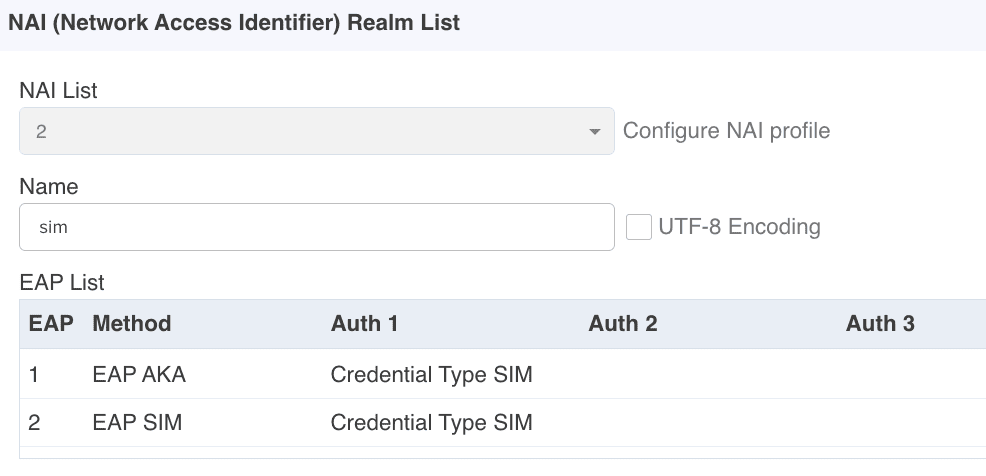 NAI (Network Access Identifier) Realm List
NAI List
2 Configure NAI profile
Name
sim UTF-8 Encoding
EAP List
EAP Method Auth 1 Auth 2 Auth 3
1 EAP AKA Credential Type SIM
2 EAP SIM Credential Type SIM